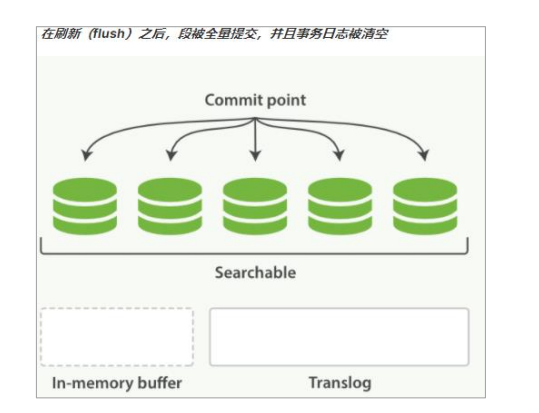 在刷新（flush）之后，段被全量提交，并且事务日志被清空
Commit point
Searchable
In-memory buffer
Translog